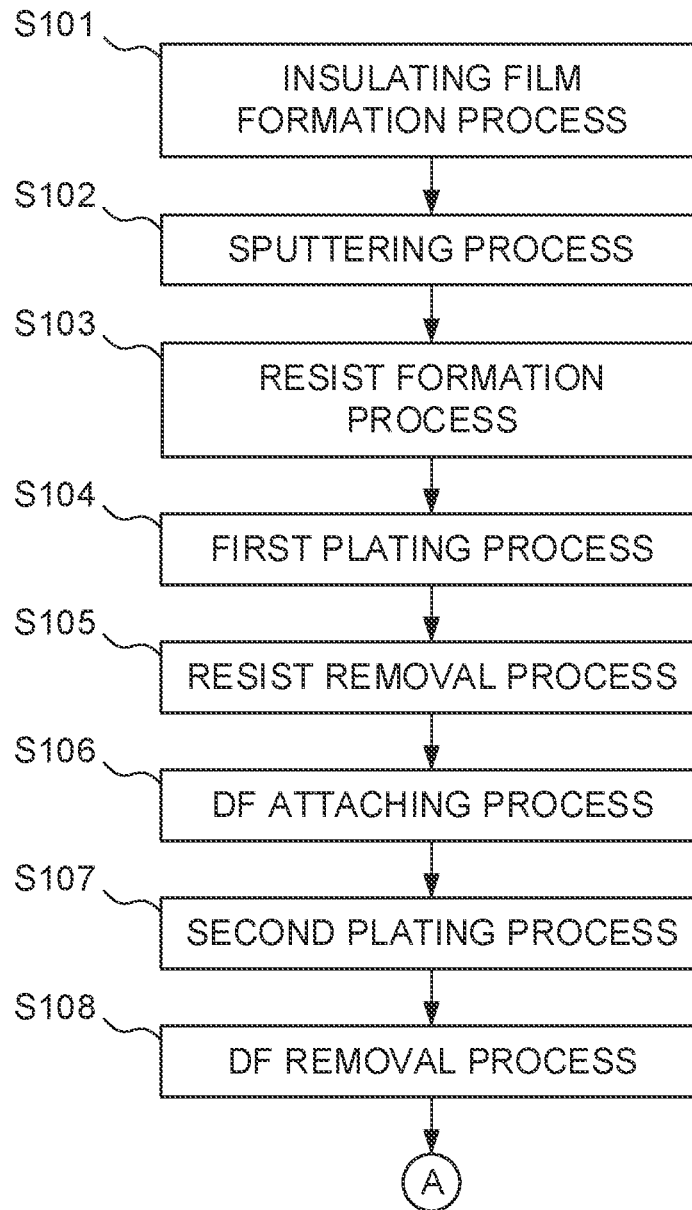 S101
INSULATING FILM
FORMATION PROCESS
S102
SPUTTERING PROCESS
S103
RESIST FORMATION
PROCESS
S104
FIRST PLATING PROCESS
S105
RESIST REMOVAL PROCESS
S106
DF ATTACHING PROCESS
S107
SECOND PLATING PROCESS
S108
DF REMOVAL PROCESS
A